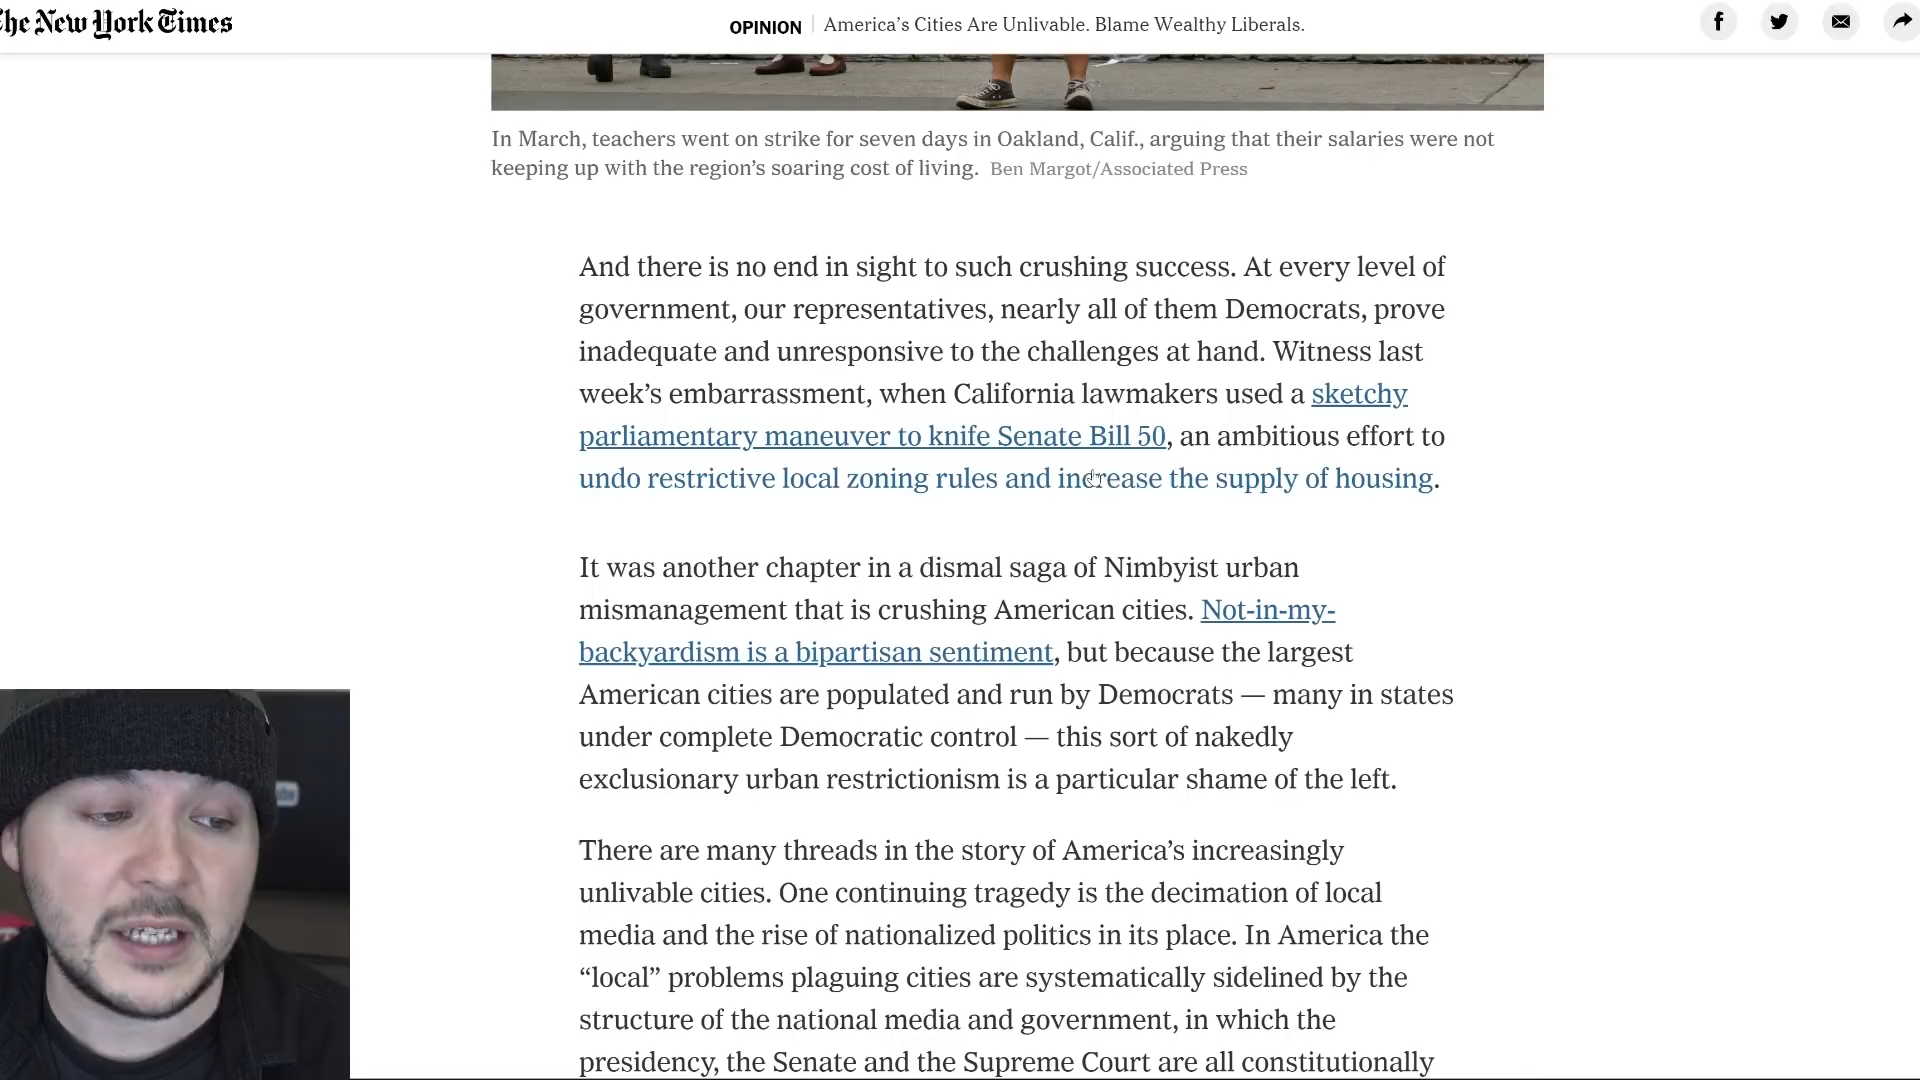 The New York Times
OPINION America’s Cities Are Unlivable. Blame Wealthy Liberals.
In March, teachers went on strike for seven days in Oakland, Calif., arguing that their salaries were not
keeping up with the region’s soaring cost of living. Ben Margot/Associated Press
And there is no end in sight to such crushing success. At every level of
government, our representatives, nearly all of them Democrats, prove
inadequate and unresponsive to the challenges at hand. Witness last
week’s embarrassment, when California lawmakers used a sketchy
parliamentary maneuver to knife Senate Bill 50, an ambitious effort to
undo restrictive local zoning rules and increase the supply of housing.
It was another chapter in a dismal saga of Nimbyist urban
mismanagement that is crushing American cities. Not-in-my-
backyardism is a bipartisan sentiment, but because the largest
American cities are populated and run by Democrats — many in states
under complete Democratic control — this sort of nakedly
exclusionary urban restrictionism is a particular shame of the left.
There are many threads in the story of America’s increasingly
unlivable cities. One continuing tragedy is the decimation of local
media and the rise of nationalized politics in its place. In America the
“local” problems plaguing cities are systematically sidelined by the
structure of the national media and government, in which the
presidency, the Senate and the Supreme Court are all constitutionally